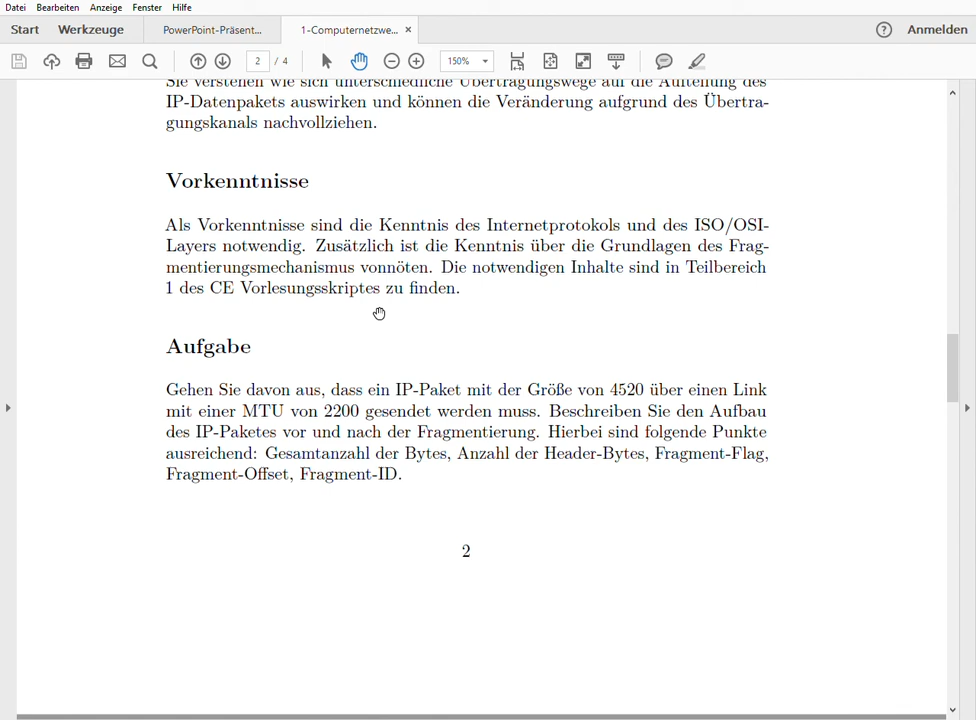 Datei Bearbeiten Anzeige Fenster Hilfe
Start Werkzeuge PowerPoint-Präsent... 1-Computernetzwe... × ? Anmelden
2 / 4 150%
Sie verstehen wie sich unterschiedliche Übertragungswege auf die Aufteilung des
IP-Datenpakets auswirken und können die Veränderung aufgrund des Übertra-
gungskanals nachvollziehen.
Vorkenntnisse
Als Vorkenntnisse sind die Kenntnis des Internetprotokols und des ISO/OSI-
Layers notwendig. Zusätzlich ist die Kenntnis über die Grundlagen des Frag-
mentierungsmechanismus vonnöten. Die notwendigen Inhalte sind in Teilbereich
1 des CE Vorlesungsskriptes zu finden.
Aufgabe
Gehen Sie davon aus, dass ein IP-Paket mit der Größe von 4520 über einen Link
mit einer MTU von 2200 gesendet werden muss. Beschreiben Sie den Aufbau
des IP-Paketes vor und nach der Fragmentierung. Hierbei sind folgende Punkte
ausreichend: Gesamtanzahl der Bytes, Anzahl der Header-Bytes, Fragment-Flag,
Fragment-Offset, Fragment-ID.
2